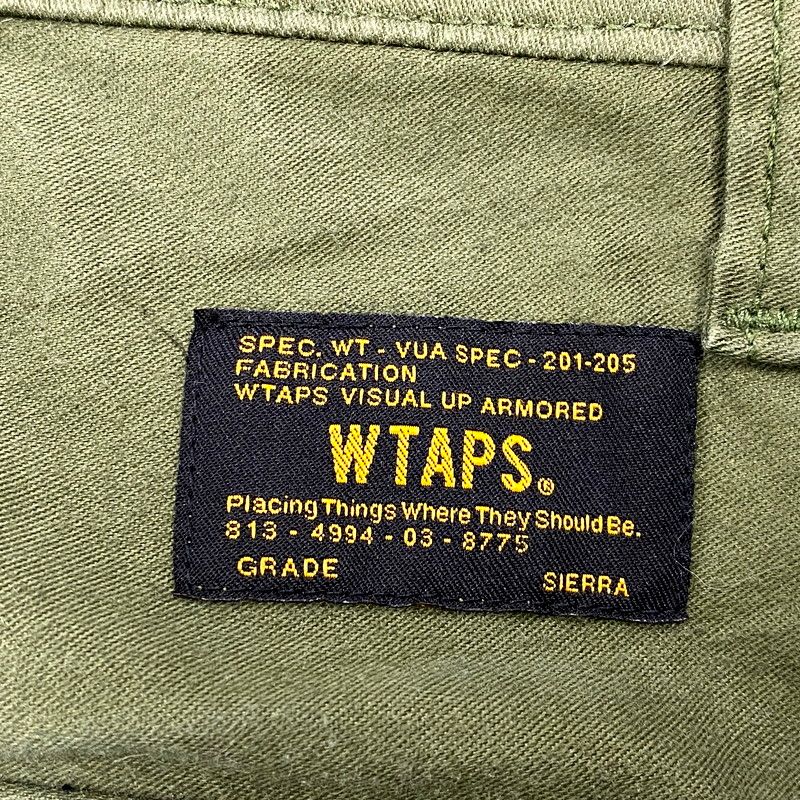 SPEC. WT - VUA SPEC - 201-205
FABRICATION
WTAPS VISUAL UP ARMORED
WTAPS®
Placing Things Where They Should Be.
813 - 4994 - 03 - 8775
GRADE SIERRA